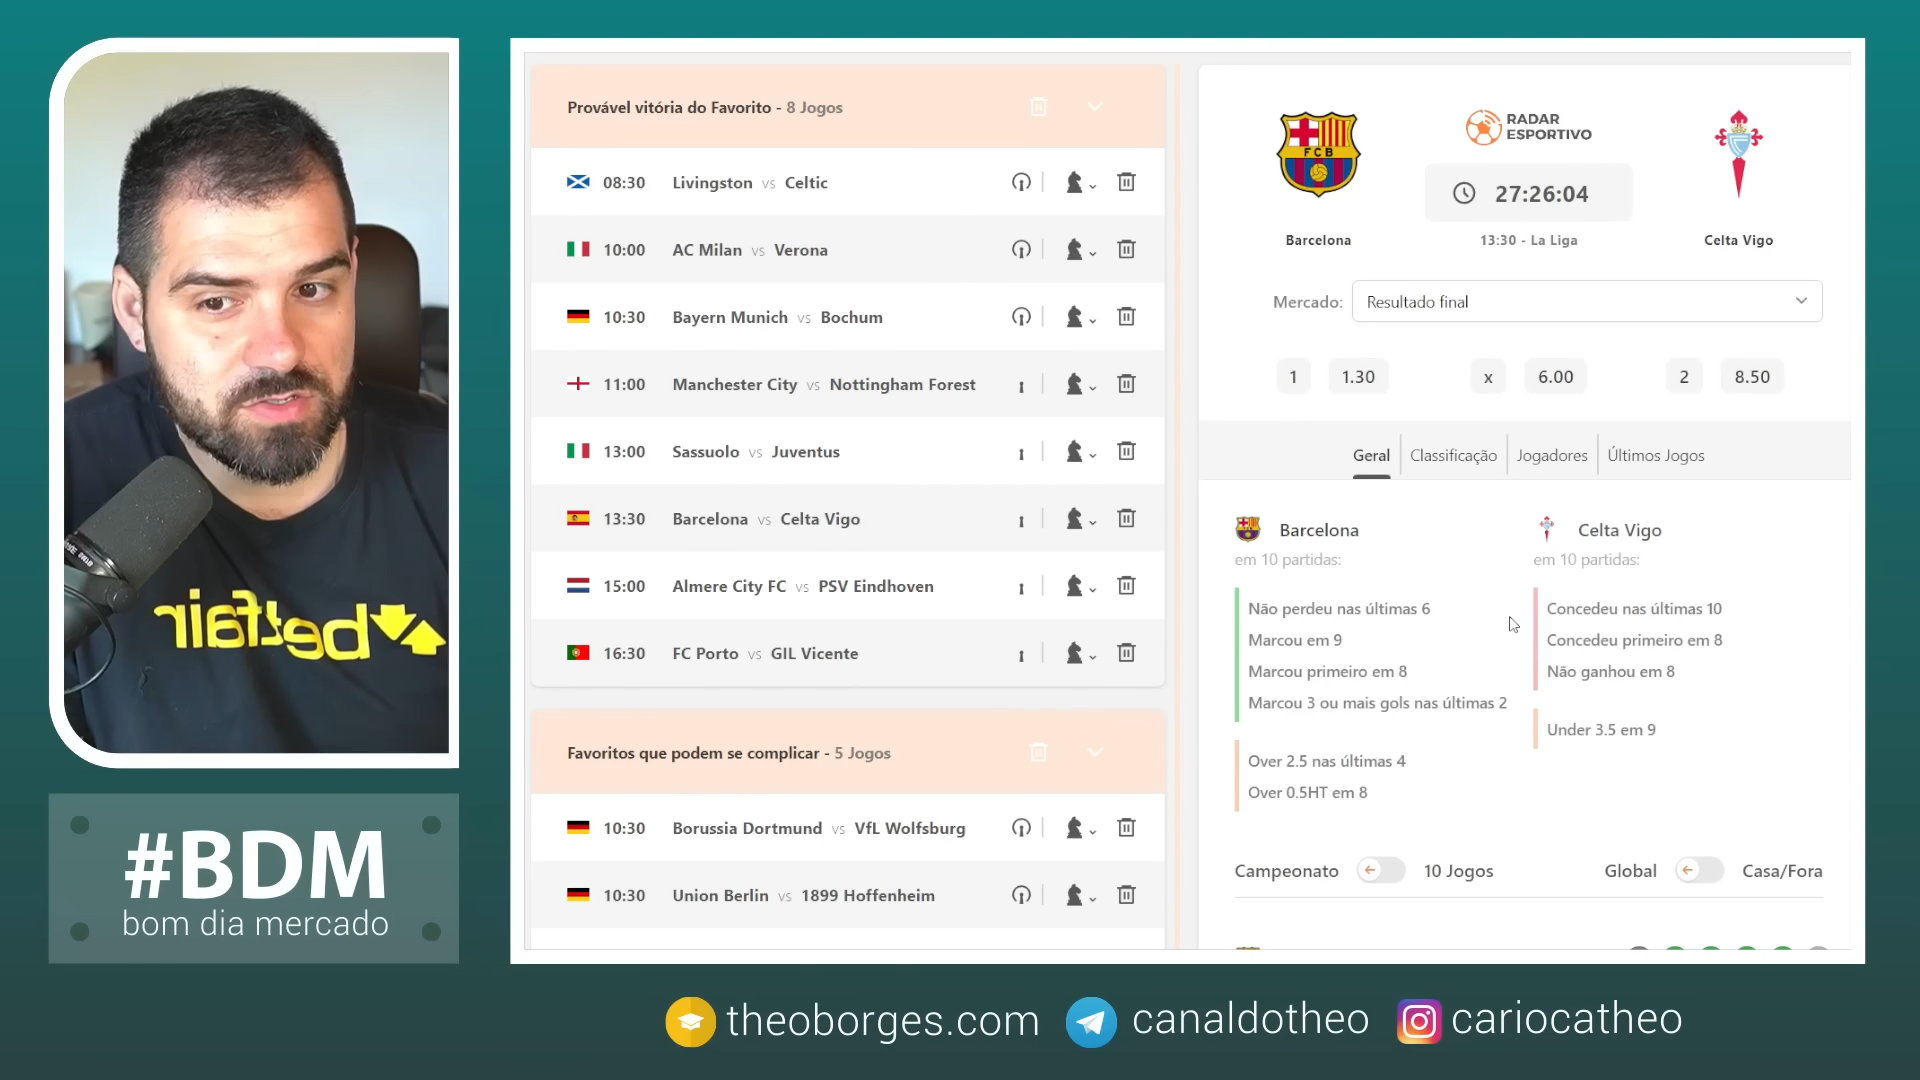 Provável vitória do Favorito - 8 Jogos
08:30 Livingston vs Celtic
10:00 AC Milan vs Verona
10:30 Bayern Munich vs Bochum
11:00 Manchester City vs Nottingham Forest
13:00 Sassuolo vs Juventus
13:30 Barcelona vs Celta Vigo
15:00 Almere City FC vs PSV Eindhoven
16:30 FC Porto vs GIL Vicente
Favoritos que podem se complicar - 5 Jogos
10:30 Borussia Dortmund vs VfL Wolfsburg
10:30 Union Berlin vs 1899 Hoffenheim
FCB
RADAR
ESPORTIVO
27:26:04
Barcelona
13:30 - La Liga
Celta Vigo
Mercado: Resultado final
1 1.30 x 6.00 2 8.50
Geral Classificação Jogadores Últimos Jogos
Barcelona
em 10 partidas:
Não perdeu nas últimas 6
Marcou em 9
Marcou primeiro em 8
Marcou 3 ou mais gols nas últimas 2
Over 2.5 nas últimas 4
Over 0.5HT em 8
Celta Vigo
em 10 partidas:
Concedeu nas últimas 10
Concedeu primeiro em 8
Não ganhou em 8
Under 3.5 em 9
Campeonato 10 Jogos Global Casa/Fora
betfair
#BDM
bom dia mercado
theoborges.com canaldotheo cariocatheo